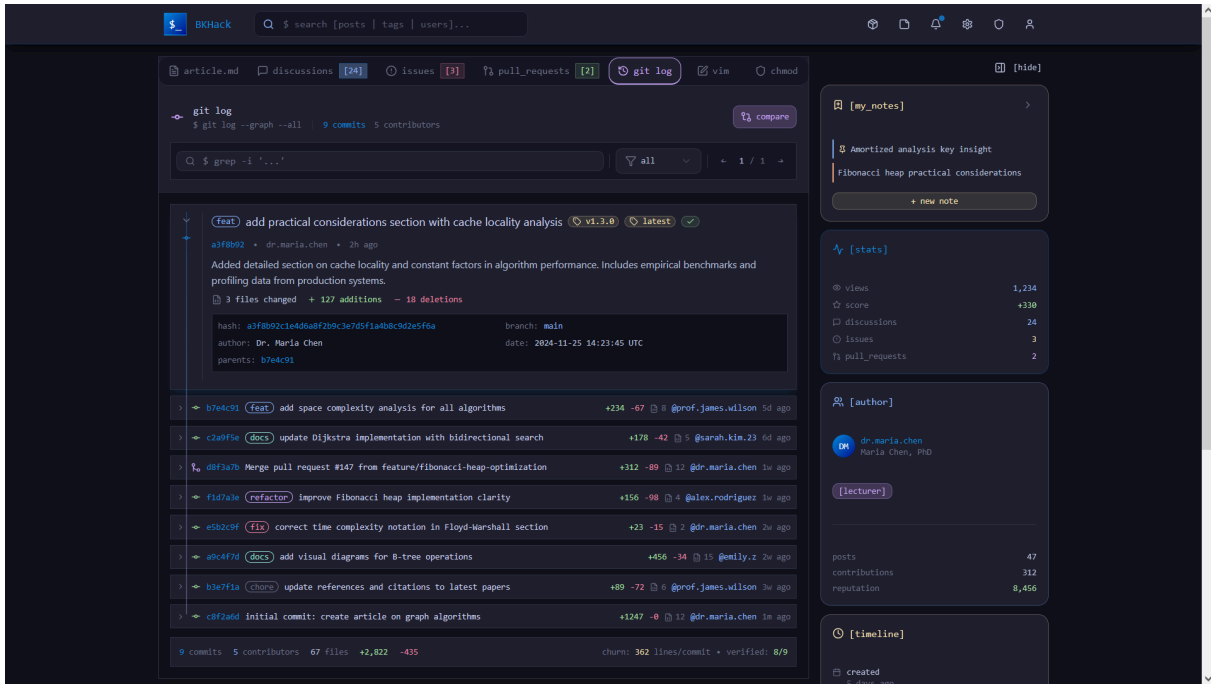 $_ BKHack $ search [posts | tags | users]...
article.md discussions [24] issues [3] pull_requests [2] git log vim chmod
git log
$ git log --graph --all 9 commits 5 contributors
compare
$ grep -i '...' all ← 1 / 1 →
feat add practical considerations section with cache locality analysis v1.3.0 latest
a3f8b92 • dr.maria.chen • 2h ago
Added detailed section on cache locality and constant factors in algorithm performance. Includes empirical benchmarks and
profiling data from production systems.
3 files changed + 127 additions − 18 deletions
hash: a3f8b92c1e4d6a8f2b9c3e7d5f1a4b8c9d2e5f6a branch: main
author: Dr. Maria Chen date: 2024-11-25 14:23:45 UTC
parents: b7e4c91
b7e4c91 feat add space complexity analysis for all algorithms +234 -67 8 @prof.james.wilson 5d ago
c2a9f5e docs update Dijkstra implementation with bidirectional search +178 -42 5 @sarah.kim.23 6d ago
d8f3a7b Merge pull request #147 from feature/fibonacci-heap-optimization +312 -89 12 @dr.maria.chen 1w ago
f1d7a3e refactor improve Fibonacci heap implementation clarity +156 -98 4 @alex.rodriguez 1w ago
e5b2c9f fix correct time complexity notation in Floyd-Warshall section +23 -15 2 @dr.maria.chen 2w ago
a9c4f7d docs add visual diagrams for B-tree operations +456 -34 15 @emily.z 2w ago
b3e7f1a chore update references and citations to latest papers +89 -72 6 @prof.james.wilson 3w ago
c8f2a6d initial commit: create article on graph algorithms +1247 -0 12 @dr.maria.chen 1m ago
9 commits 5 contributors 67 files +2,822 -435 churn: 362 lines/commit • verified: 8/9
[hide]
[my_notes]
Amortized analysis key insight
Fibonacci heap practical considerations
+ new note
[stats]
views 1,234
score +330
discussions 24
issues 3
pull_requests 2
[author]
DM dr.maria.chen
Maria Chen, PhD
[lecturer]
posts 47
contributions 312
reputation 8,456
[timeline]
created
5 days ago